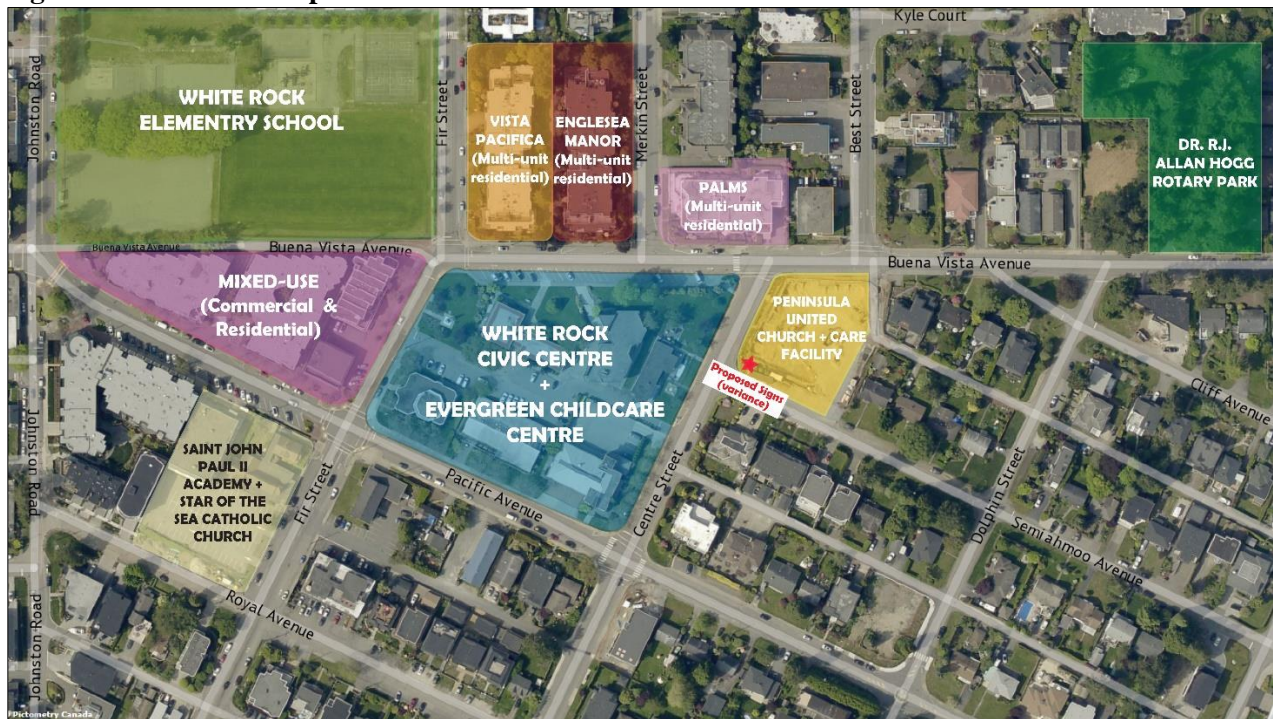 Kyle Court
Johnston Road
WHITE ROCK
ELEMENTRY SCHOOL
Fir Street
VISTA
PACIFICA
(Multi-unit
residential)
ENGLESEA
MANOR
(Multi-unit
residential)
Merkin Street
PALMS
(Multi-unit
residential)
Best Street
DR. R.J.
ALLAN HOGG
ROTARY PARK
Buena Vista Avenue
Buena Vista Avenue
Buena Vista Avenue
MIXED-USE
(Commercial &
Residential)
WHITE ROCK
CIVIC CENTRE
+
EVERGREEN CHILDCARE
CENTRE
PENINSULA
UNITED
CHURCH + CARE
FACILITY
Proposed Signs
(variance)
Cliff Avenue
Johnston Road
SAINT JOHN
PAUL II
ACADEMY +
STAR OF THE
SEA CATHOLIC
CHURCH
Fir Street
Pacific Avenue
Centre Street
Dolphin Street
Semiahmoo Avenue
Royal Avenue
Johnston Road
Pictometry Canada